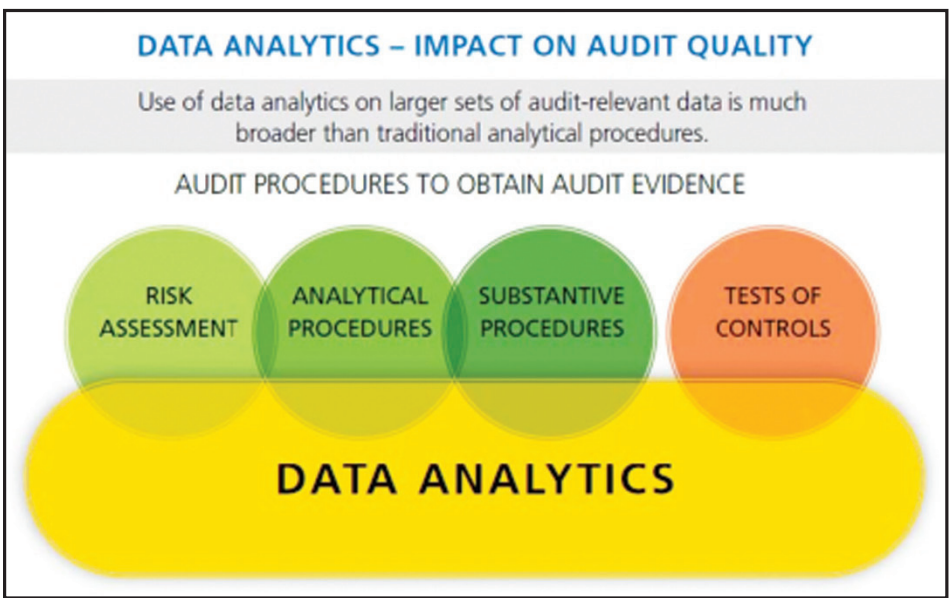 DATA ANALYTICS – IMPACT ON AUDIT QUALITY
Use of data analytics on larger sets of audit-relevant data is much
broader than traditional analytical procedures.
AUDIT PROCEDURES TO OBTAIN AUDIT EVIDENCE
RISK
ASSESSMENT
ANALYTICAL
PROCEDURES
SUBSTANTIVE
PROCEDURES
TESTS OF
CONTROLS
DATA ANALYTICS